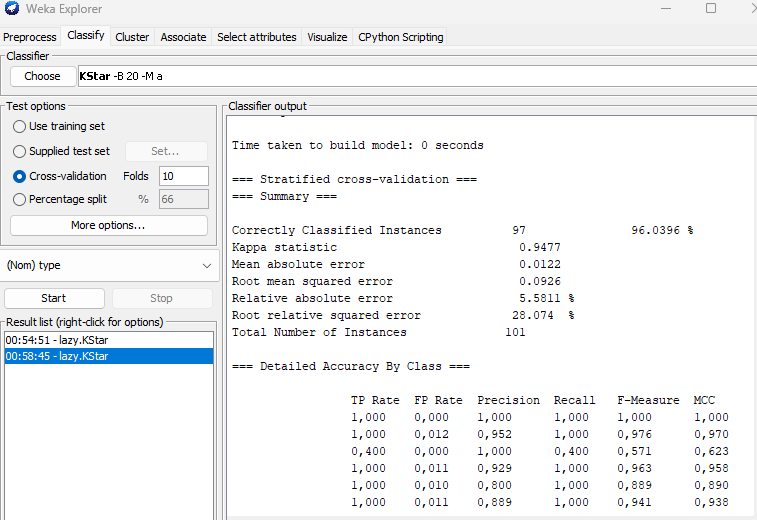 Weka Explorer
Preprocess Classify Cluster Associate Select attributes Visualize CPython Scripting
Classifier
Choose KStar -B 20 -M a
Test options
Use training set
Supplied test set Set...
Cross-validation Folds 10
Percentage split % 66
More options...
(Nom) type
Start Stop
Result list (right-click for options)
00:54:51 - lazy.KStar
00:58:45 - lazy.KStar
Classifier output
Time taken to build model: 0 seconds
=== Stratified cross-validation ===
=== Summary ===
Correctly Classified Instances 97 96.0396 %
Kappa statistic 0.9477
Mean absolute error 0.0122
Root mean squared error 0.0926
Relative absolute error 5.5811 %
Root relative squared error 28.074 %
Total Number of Instances 101
=== Detailed Accuracy By Class ===
TP Rate FP Rate Precision Recall F-Measure MCC
1,000 0,000 1,000 1,000 1,000 1,000
1,000 0,012 0,952 1,000 0,976 0,970
0,400 0,000 1,000 0,400 0,571 0,623
1,000 0,011 0,929 1,000 0,963 0,958
1,000 0,010 0,800 1,000 0,889 0,890
1,000 0,011 0,889 1,000 0,941 0,938